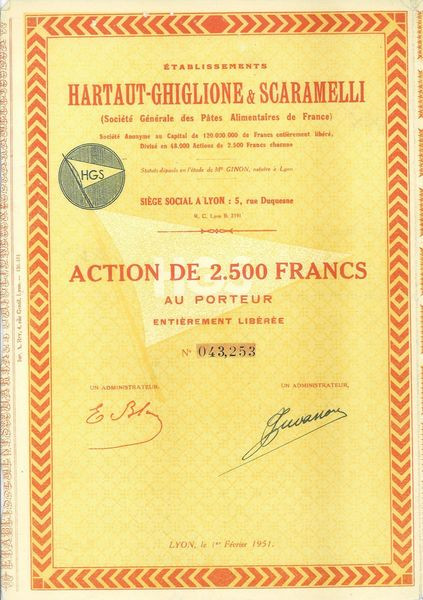 ÉTABLISSEMENTS
HARTAUT-GHIGLIONE & SCARAMELLI
(Société Générale des Pâtes Alimentaires de France)
Société Anonyme au Capital de 120.000.000 de Francs entièrement libéré,
Divisé en 48.000 Actions de 2.500 Francs chacune
HGS
Statuts déposés en l'étude de Me GINON, notaire à Lyon
SIÈGE SOCIAL A LYON : 5, rue Duquesne
R. C. Lyon B. 2191
HGS
ACTION DE 2.500 FRANCS
AU PORTEUR
ENTIÈREMENT LIBÉRÉE
N° 043,253
UN ADMINISTRATEUR,
UN ADMINISTRATEUR,
LYON, le 1er Février 1951.